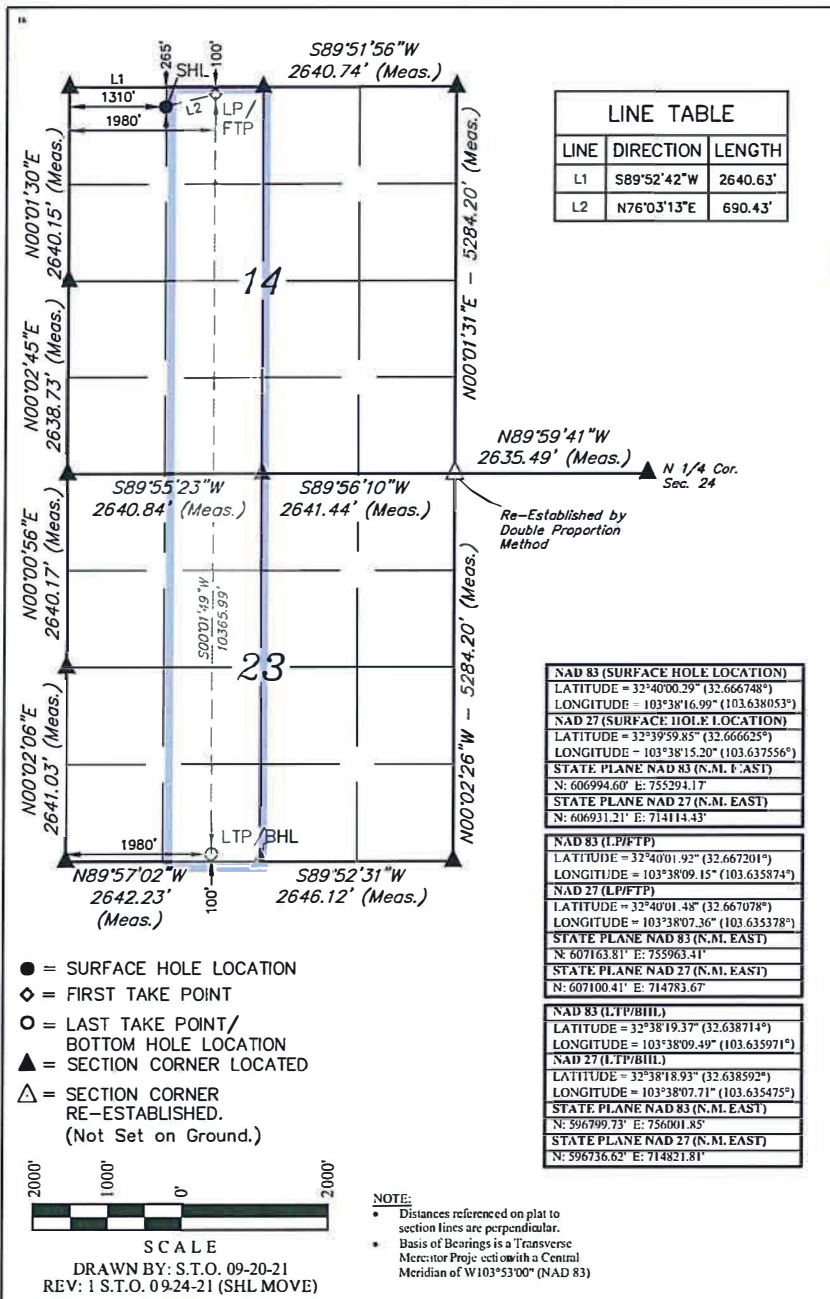 S89°51'56"W
2640.74' (Meas.)
265'
SHL
100'
L1
1310'
L2
LP/
FTP
1980'
N00°01'30"E
2640.15' (Meas.)
14
N00°01'31"E - 5284.20' (Meas.)
N00°02'45"E
2638.73' (Meas.)
N89°59'41"W
2635.49' (Meas.)
N 1/4 Cor.
Sec. 24
S89°55'23"W
2640.84' (Meas.)
S89°56'10"W
2641.44' (Meas.)
Re-Established by
Double Proportion
Method
N00°00'56"E
2640.17' (Meas.)
S00°01'49"W
10365.99'
23
N00°02'26"W - 5284.20' (Meas.)
N00°02'06"E
2641.03' (Meas.)
1980'
LTP/BHL
N89°57'02"W
2642.23'
(Meas.)
100'
S89°52'31"W
2646.12' (Meas.)
LINE TABLE
LINE DIRECTION LENGTH
L1 S89°52'42"W 2640.63'
L2 N76°03'13"E 690.43'
NAD 83 (SURFACE HOLE LOCATION)
LATITUDE = 32°40'00.29" (32.666748°)
LONGITUDE = 103°38'16.99" (103.638053°)
NAD 27 (SURFACE HOLE LOCATION)
LATITUDE = 32°39'59.85" (32.666625°)
LONGITUDE = 103°38'15.20" (103.637556°)
STATE PLANE NAD 83 (N.M. EAST)
N: 606994.60' E: 755294.17'
STATE PLANE NAD 27 (N.M. EAST)
N: 606931.21' E: 714114.43'
NAD 83 (LP/FTP)
LATITUDE = 32°40'01.92" (32.667201°)
LONGITUDE = 103°38'09.15" (103.635874°)
NAD 27 (LP/FTP)
LATITUDE = 32°40'01.48" (32.667078°)
LONGITUDE = 103°38'07.36" (103.635378°)
STATE PLANE NAD 83 (N.M. EAST)
N: 607163.81' E: 755963.41'
STATE PLANE NAD 27 (N.M. EAST)
N: 607100.41' E: 714783.67'
NAD 83 (LTP/BHL)
LATITUDE = 32°38'19.37" (32.638714°)
LONGITUDE = 103°38'09.49" (103.635971°)
NAD 27 (LTP/BHL)
LATITUDE = 32°38'18.93" (32.638592°)
LONGITUDE = 103°38'07.71" (103.635475°)
STATE PLANE NAD 83 (N.M. EAST)
N: 596799.73' E: 756001.85'
STATE PLANE NAD 27 (N.M. EAST)
N: 596736.62' E: 714821.81'
= SURFACE HOLE LOCATION
= FIRST TAKE POINT
= LAST TAKE POINT/
BOTTOM HOLE LOCATION
= SECTION CORNER LOCATED
= SECTION CORNER
RE-ESTABLISHED.
(Not Set on Ground.)
2000' 1000' 0' 2000'
SCALE
DRAWN BY: S.T.O. 09-20-21
REV: 1 S.T.O. 09-24-21 (SHL MOVE)
NOTE:
• Distances referenced on plat to
section lines are perpendicular.
• Basis of Bearings is a Transverse
Mercator Projection with a Central
Meridian of W103°53'00" (NAD 83)